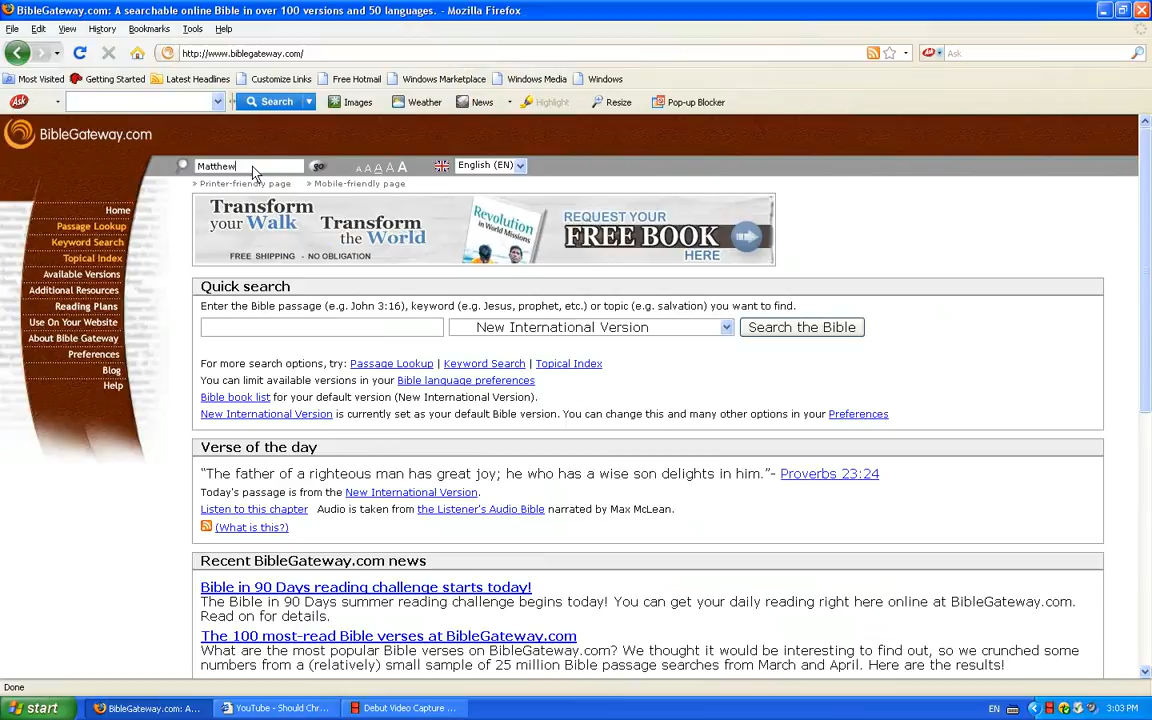 BibleGateway.com: A searchable online Bible in over 100 versions and 50 languages. - Mozilla Firefox
File Edit View History Bookmarks Tools Help
http://www.biblegateway.com/ Ask
Most Visited Getting Started Latest Headlines Customize Links Free Hotmail Windows Marketplace Windows Media Windows
Ask Search Images Weather News Highlight Resize Pop-up Blocker
BibleGateway.com
Matthew go A A A A A English (EN)
» Printer-friendly page » Mobile-friendly page
Transform your Walk Transform the World
FREE SHIPPING - NO OBLIGATION
Revolution in World Missions
REQUEST YOUR
FREE BOOK
HERE
Home
Passage Lookup
Keyword Search
Topical Index
Available Versions
Additional Resources
Reading Plans
Use On Your Website
About Bible Gateway
Preferences
Blog
Help
Quick search
Enter the Bible passage (e.g. John 3:16), keyword (e.g. Jesus, prophet, etc.) or topic (e.g. salvation) you want to find.
New International Version Search the Bible
For more search options, try: Passage Lookup | Keyword Search | Topical Index
You can limit available versions in your Bible language preferences
Bible book list for your default version (New International Version).
New International Version is currently set as your default Bible version. You can change this and many other options in your Preferences
Verse of the day
“The father of a righteous man has great joy; he who has a wise son delights in him.”- Proverbs 23:24
Today's passage is from the New International Version.
Listen to this chapter Audio is taken from the Listener's Audio Bible narrated by Max McLean.
(What is this?)
Recent BibleGateway.com news
Bible in 90 Days reading challenge starts today!
The Bible in 90 Days summer reading challenge begins today! You can get your daily reading right here online at BibleGateway.com.
Read on for details.
The 100 most-read Bible verses at BibleGateway.com
What are the most popular Bible verses on BibleGateway.com? We thought it would be interesting to find out, so we crunched some
numbers from a (relatively) small sample of 25 million Bible passage searches from March and April. Here are the results!
Done
start BibleGateway.com: A... YouTube - Should Chr... Debut Video Capture ... EN 3:03 PM